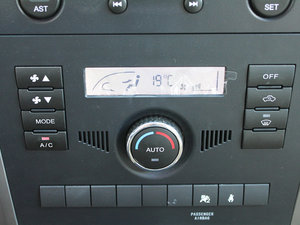 AST
SET
19°C
OFF
MODE
A/C
AUTO
PASSENGER
AIRBAG